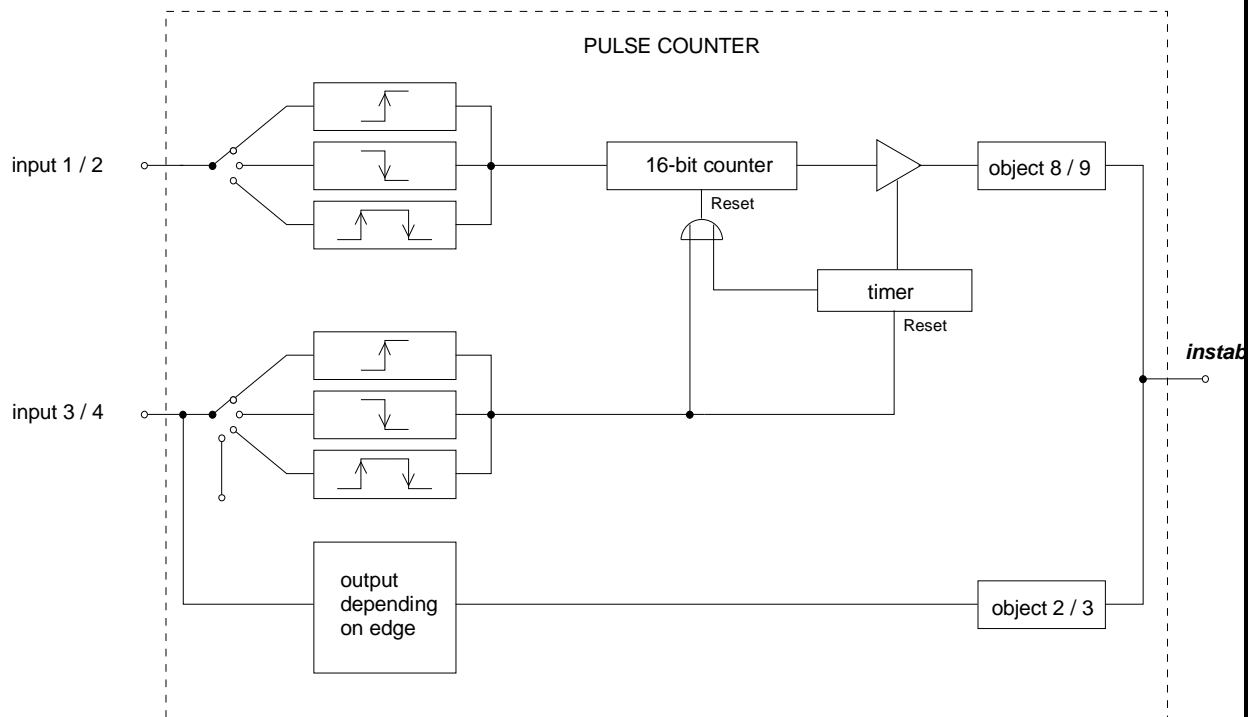 PULSE COUNTER
input 1 / 2
16-bit counter
object 8 / 9
Reset
timer
Reset
instab
input 3 / 4
output
depending
on edge
object 2 / 3